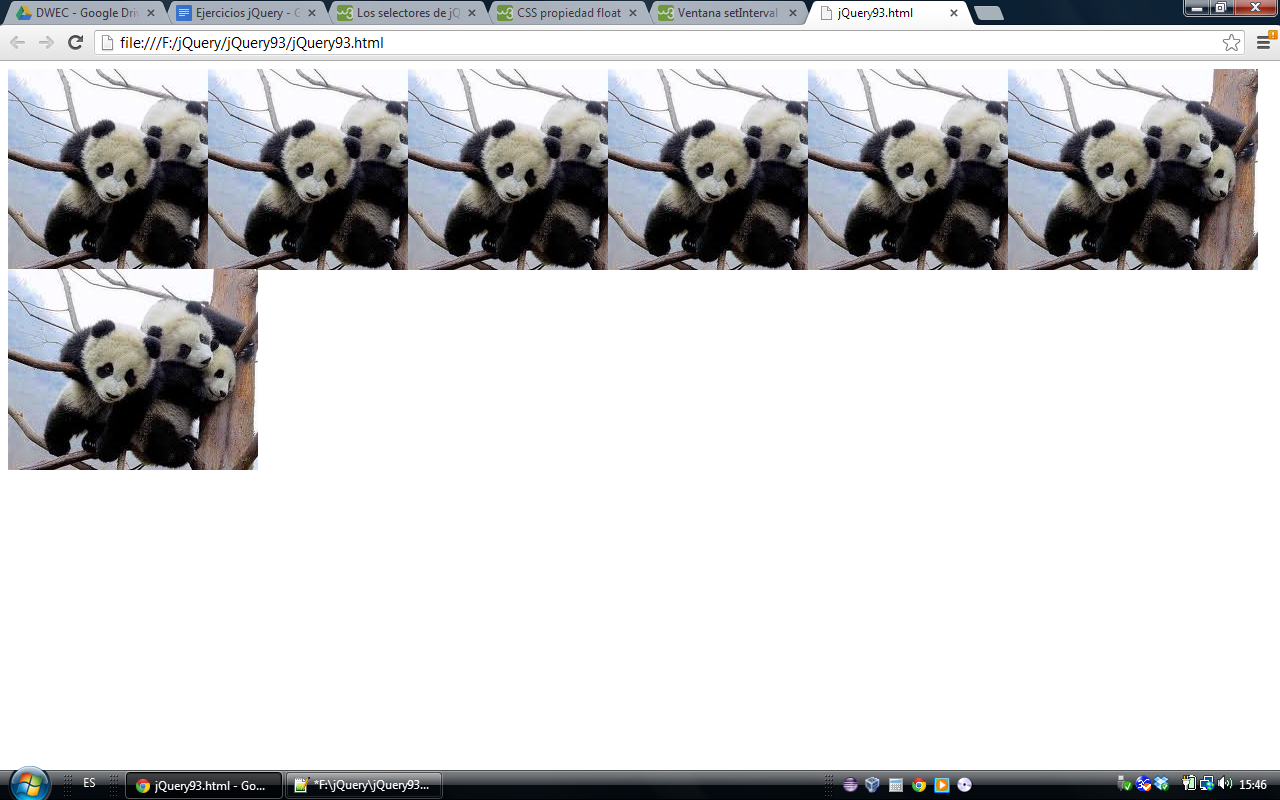 DWEC - Google Driv
Ejercicios jQuery - G
Los selectores de jQ
CSS propiedad float
Ventana setInterval
jQuery93.html
file:///F:/jQuery/jQuery93/jQuery93.html
ES
jQuery93.html - Go...
*F:\jQuery\jQuery93...
15:46